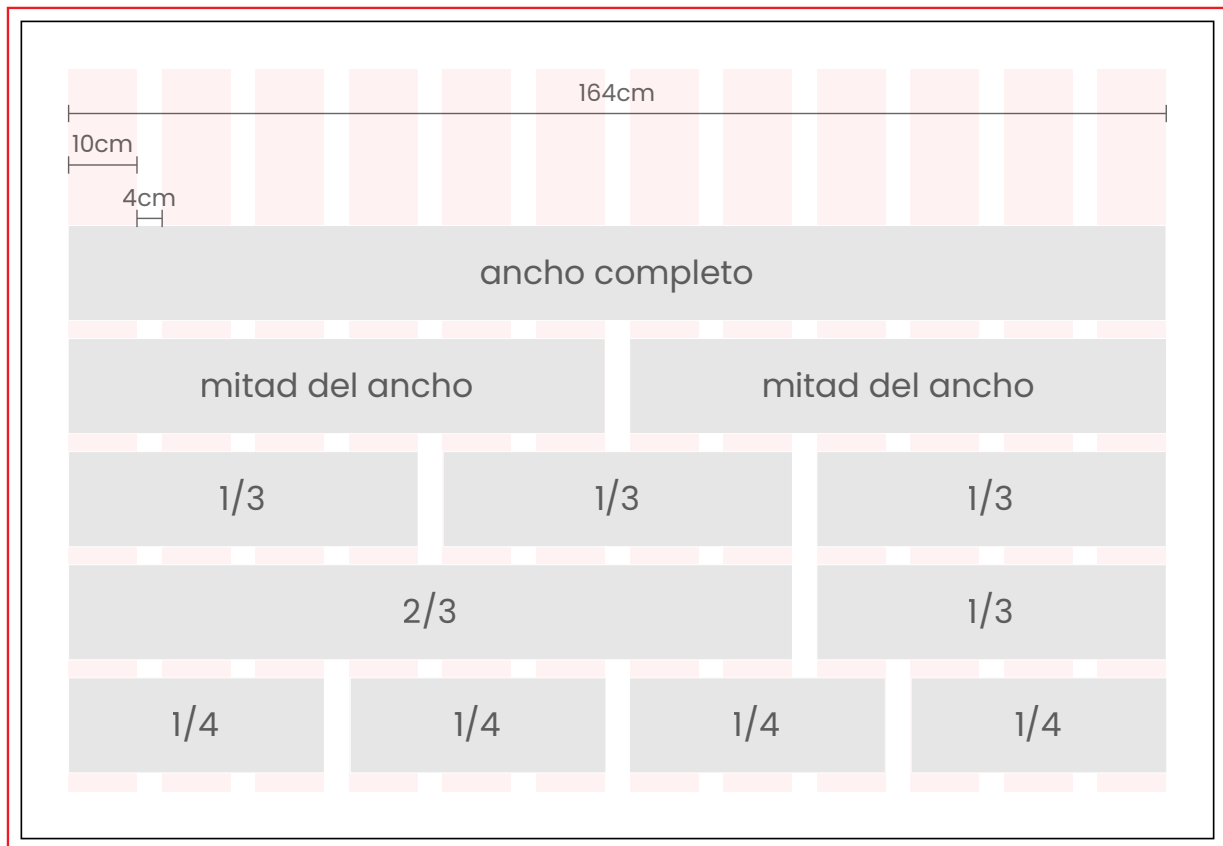 164cm
10cm
4cm
ancho completo
mitad del ancho mitad del ancho
1/3 1/3 1/3
2/3 1/3
1/4 1/4 1/4 1/4